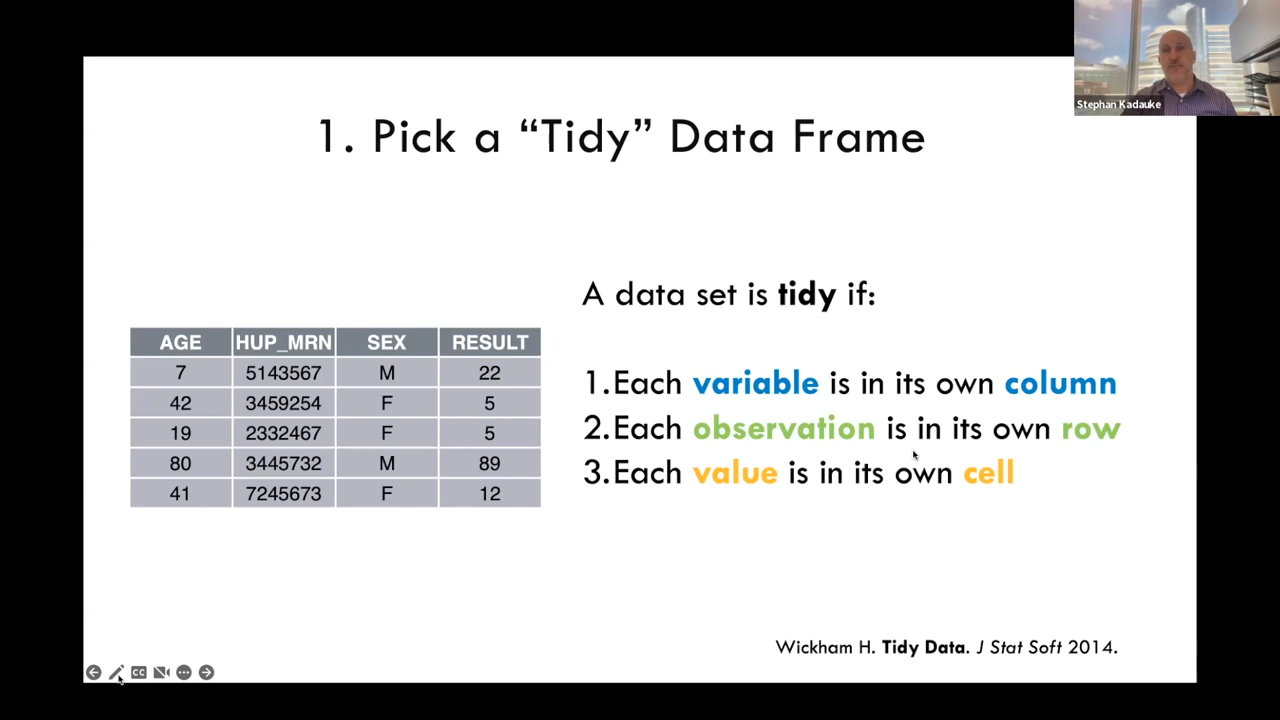 Stephan Kadauke
1. Pick a “Tidy” Data Frame
A data set is tidy if:
1.Each variable is in its own column
2.Each observation is in its own row
3.Each value is in its own cell
AGE HUP_MRN SEX RESULT
7 5143567 M 22
42 3459254 F 5
19 2332467 F 5
80 3445732 M 89
41 7245673 F 12
Wickham H. Tidy Data. J Stat Soft 2014.
CC